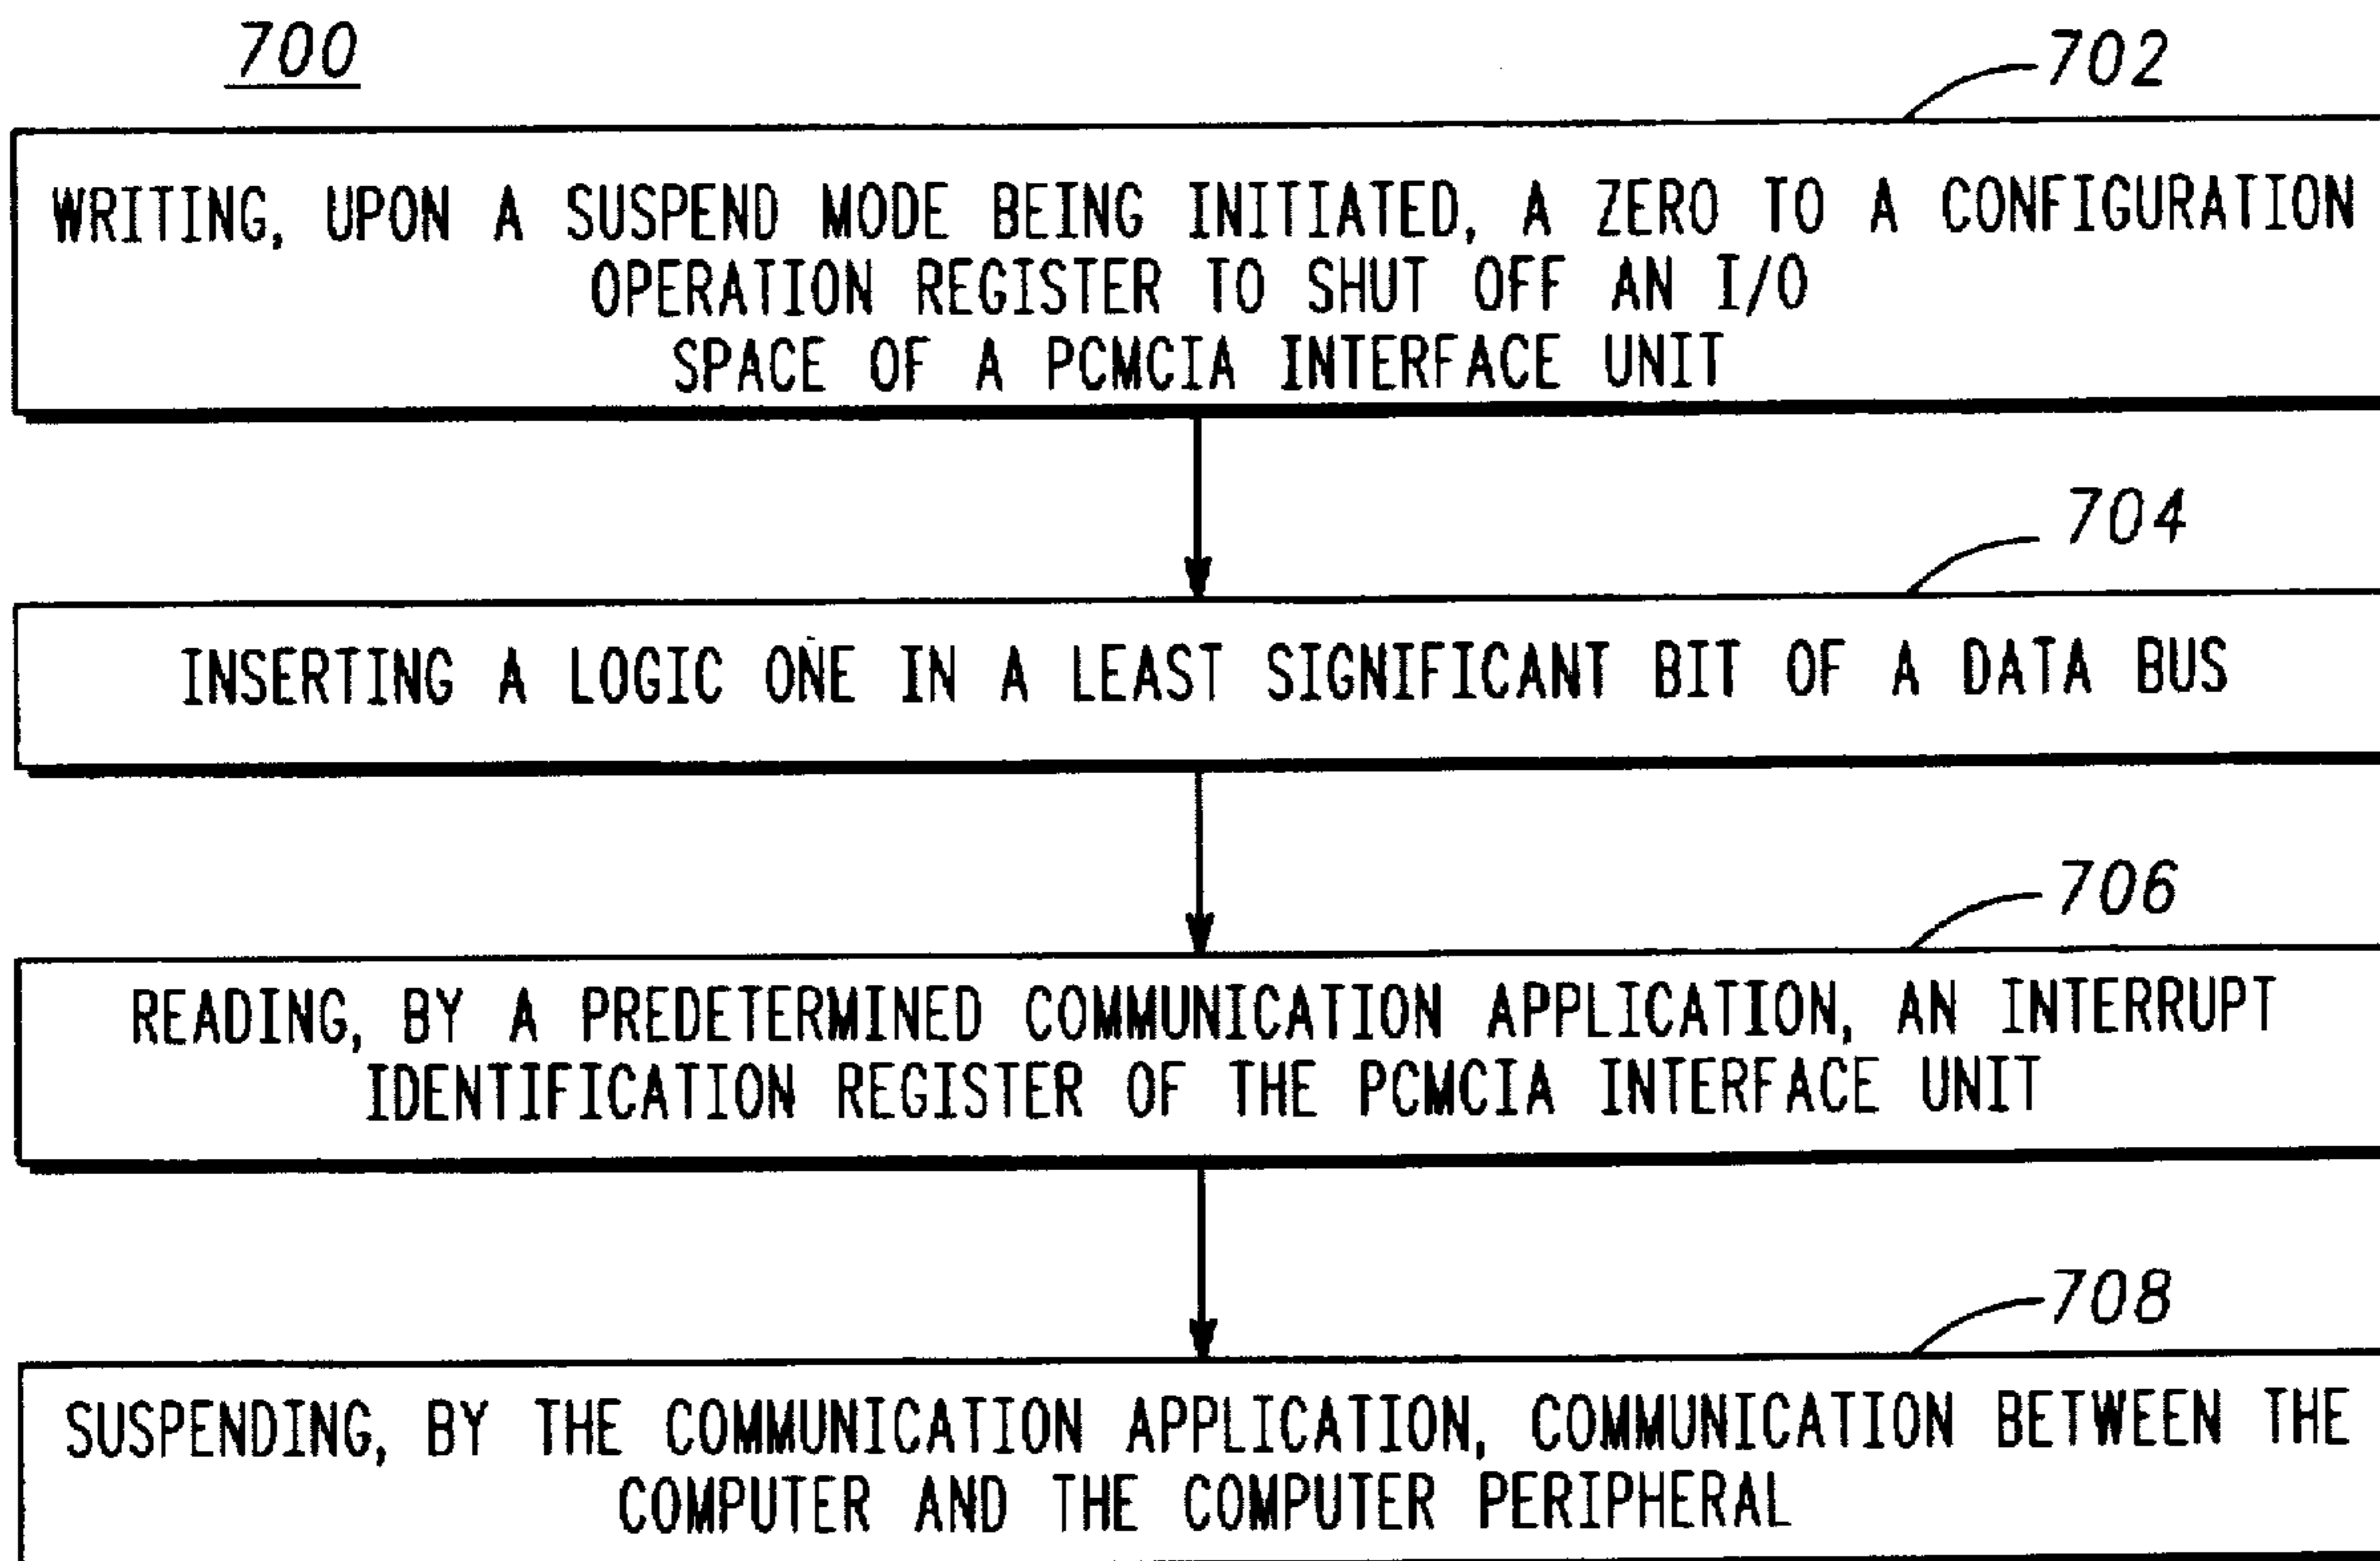 700
702
WRITING, UPON A SUSPEND MODE BEING INITIATED, A ZERO TO A CONFIGURATION
OPERATION REGISTER TO SHUT OFF AN I/O
SPACE OF A PCMCIA INTERFACE UNIT
704
INSERTING A LOGIC ONE IN A LEAST SIGNIFICANT BIT OF A DATA BUS
706
READING, BY A PREDETERMINED COMMUNICATION APPLICATION, AN INTERRUPT
IDENTIFICATION REGISTER OF THE PCMCIA INTERFACE UNIT
708
SUSPENDING, BY THE COMMUNICATION APPLICATION, COMMUNICATION BETWEEN THE
COMPUTER AND THE COMPUTER PERIPHERAL